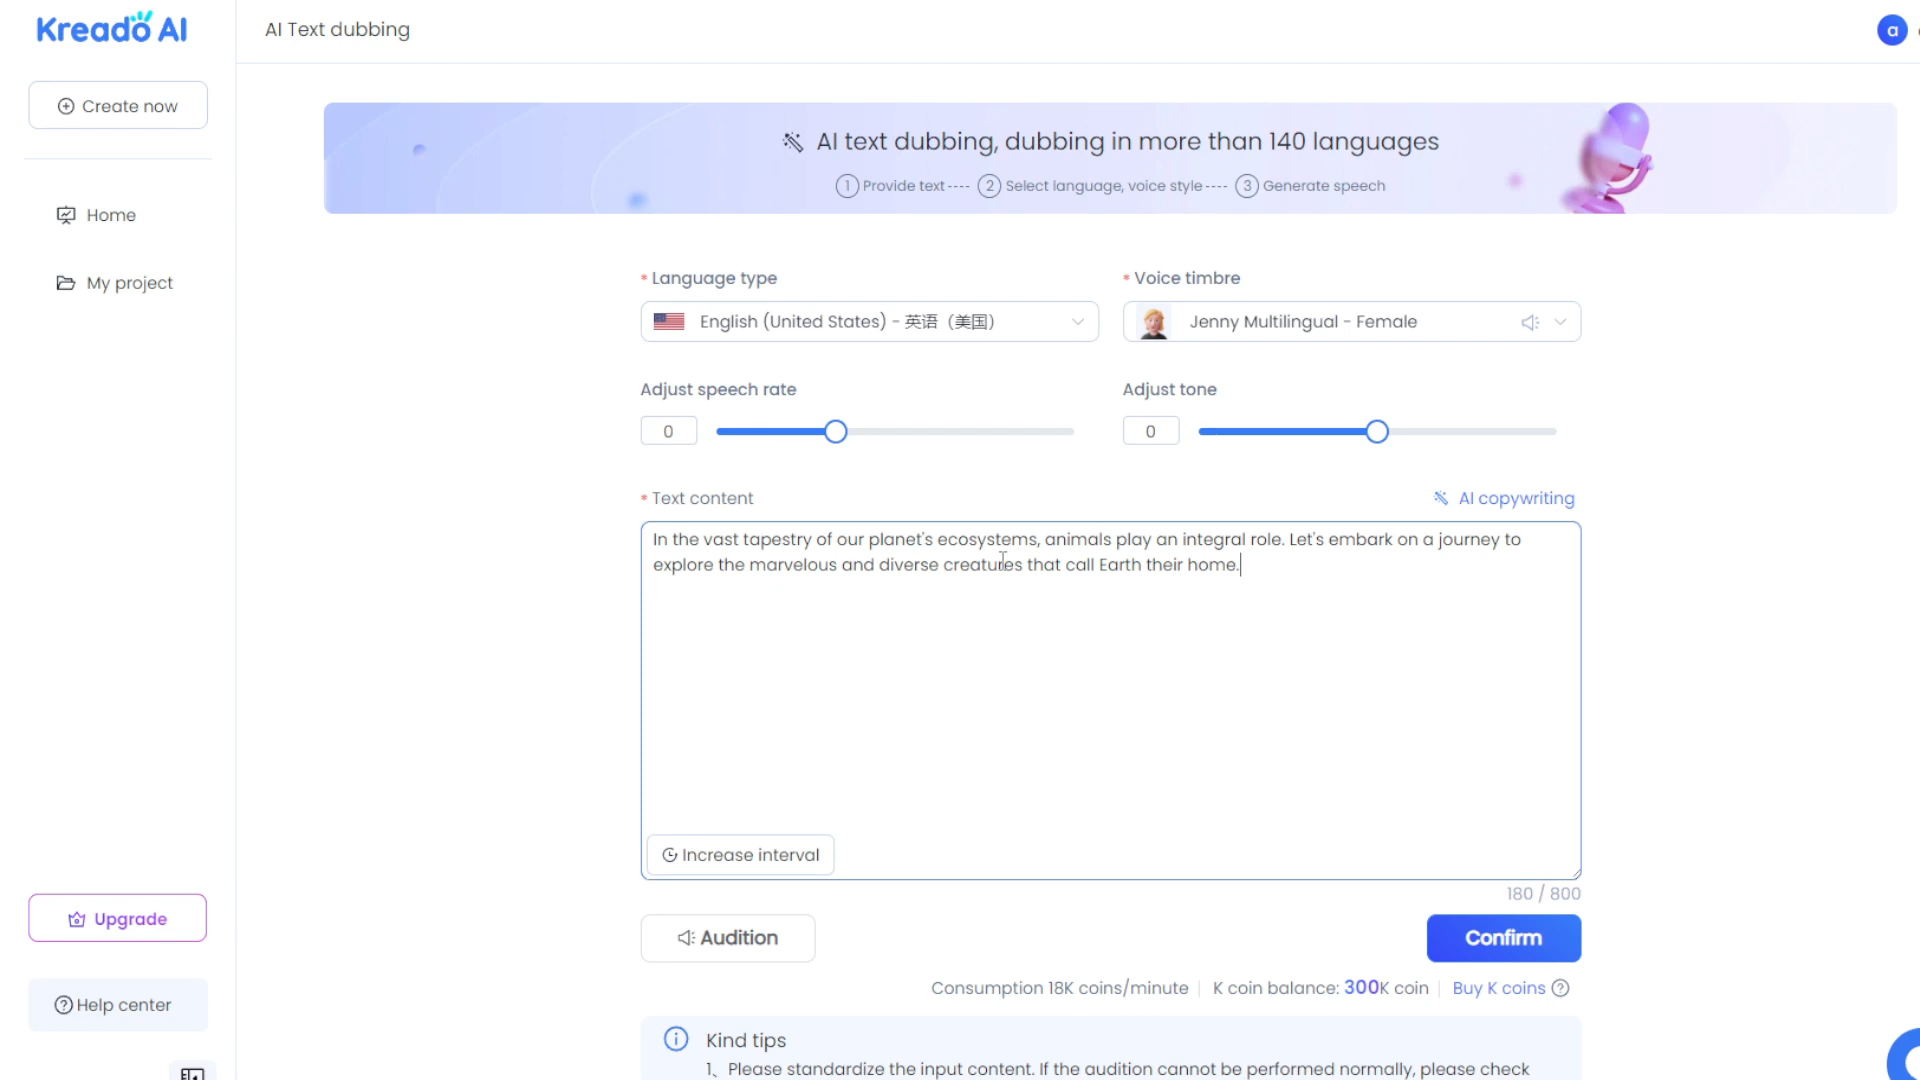 Kreado AI
AI Text dubbing
a
Create now
Home
My project
AI text dubbing, dubbing in more than 140 languages
1 Provide text ---- 2 Select language, voice style ---- 3 Generate speech
* Language type
* Voice timbre
English (United States) - 英语（美国）
Jenny Multilingual - Female
Adjust speech rate
Adjust tone
0
0
* Text content
AI copywriting
In the vast tapestry of our planet's ecosystems, animals play an integral role. Let's embark on a journey to
explore the marvelous and diverse creatures that call Earth their home.
Increase interval
180 / 800
Upgrade
Audition
Confirm
Consumption 18K coins/minute | K coin balance: 300K coin | Buy K coins ?
Help center
Kind tips
1、Please standardize the input content. If the audition cannot be performed normally, please check